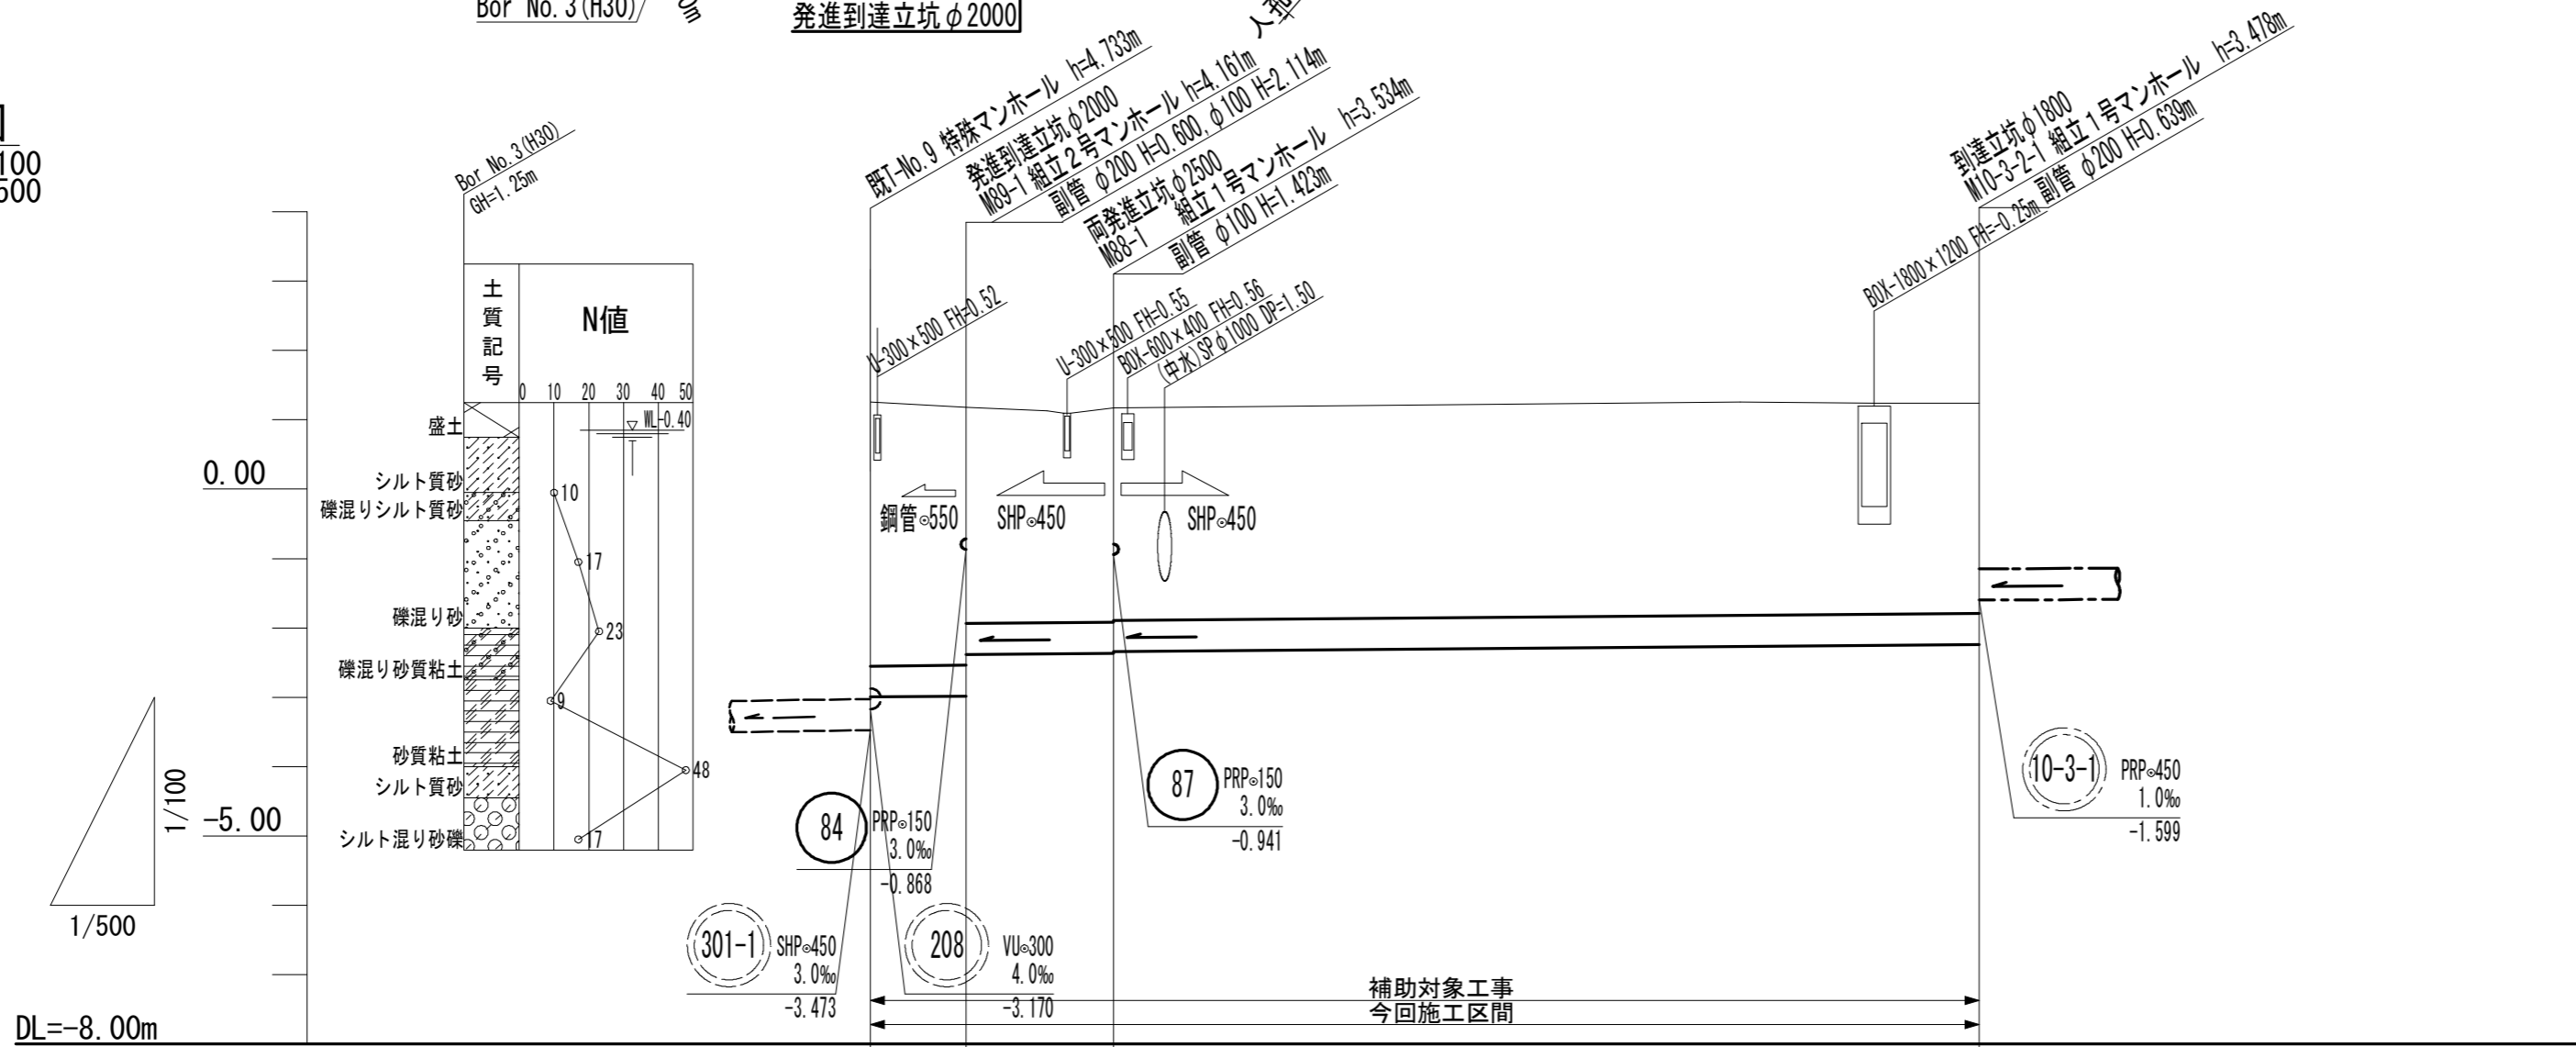 Bor No.3(H30)
発進到達立坑φ2000
100
500
Bor No.3(H30)
GH=1.25m
既T-No.9 特殊マンホール h=4.733m
発進到達立坑φ2000
M89-1 組立2号マンホール h=4.161m
副管 φ200 H=0.600, φ100 H=2.114m
両発進立坑φ2500
M88-1 組立1号マンホール h=3.534m
副管 φ100 H=1.423m
到達立坑φ1800
M10-3-2-1 組立1号マンホール h=3.478m
副管 φ200 H=0.639m
BOX-1800×1200 FH=-0.25m
U-300×500 FH=0.52
U-300×500 FH=0.55
BOX-600×400 FH=0.56
(中水)SPφ1000 DP=1.50
土質記号
N値
0 10 20 30 40 50
WL-0.40
盛土
シルト質砂
礫混りシルト質砂
礫混り砂
礫混り砂質粘土
砂質粘土
シルト質砂
シルト混り砂礫
10
17
23
9
48
17
0.00
-5.00
DL=-8.00m
1/100
1/500
鋼管◎550
SHP◎450
SHP◎450
84
PRP◎150
3.0‰
-0.868
87
PRP◎150
3.0‰
-0.941
10-3-1
PRP◎450
1.0‰
-1.599
301-1
SHP◎450
3.0‰
-3.473
208
VU◎300
4.0‰
-3.170
補助対象工事
今回施工区間